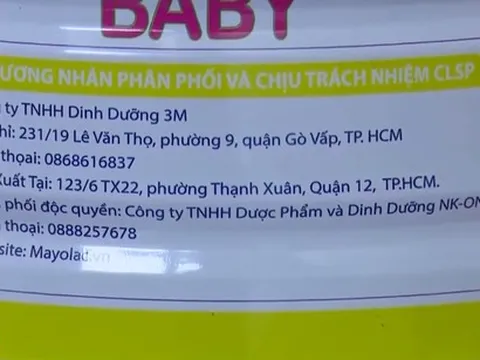 BABY
ƯƠNG NHÂN PHÂN PHỐI VÀ CHỊU TRÁCH NHIỆM CLSP
ty TNHH Dinh Dưỡng 3M
hỉ: 231/19 Lê Văn Thọ, phường 9, quận Gò Vấp, TP. HCM
thoại: 0868616837
Xuất Tại: 123/6 TX22, phường Thạnh Xuân, Quận 12, TP.HCM.
phối độc quyền: Công ty TNHH Dược Phẩm và Dinh Dưỡng NK-ON
thoại: 0888257678
site: Mayolac.vn